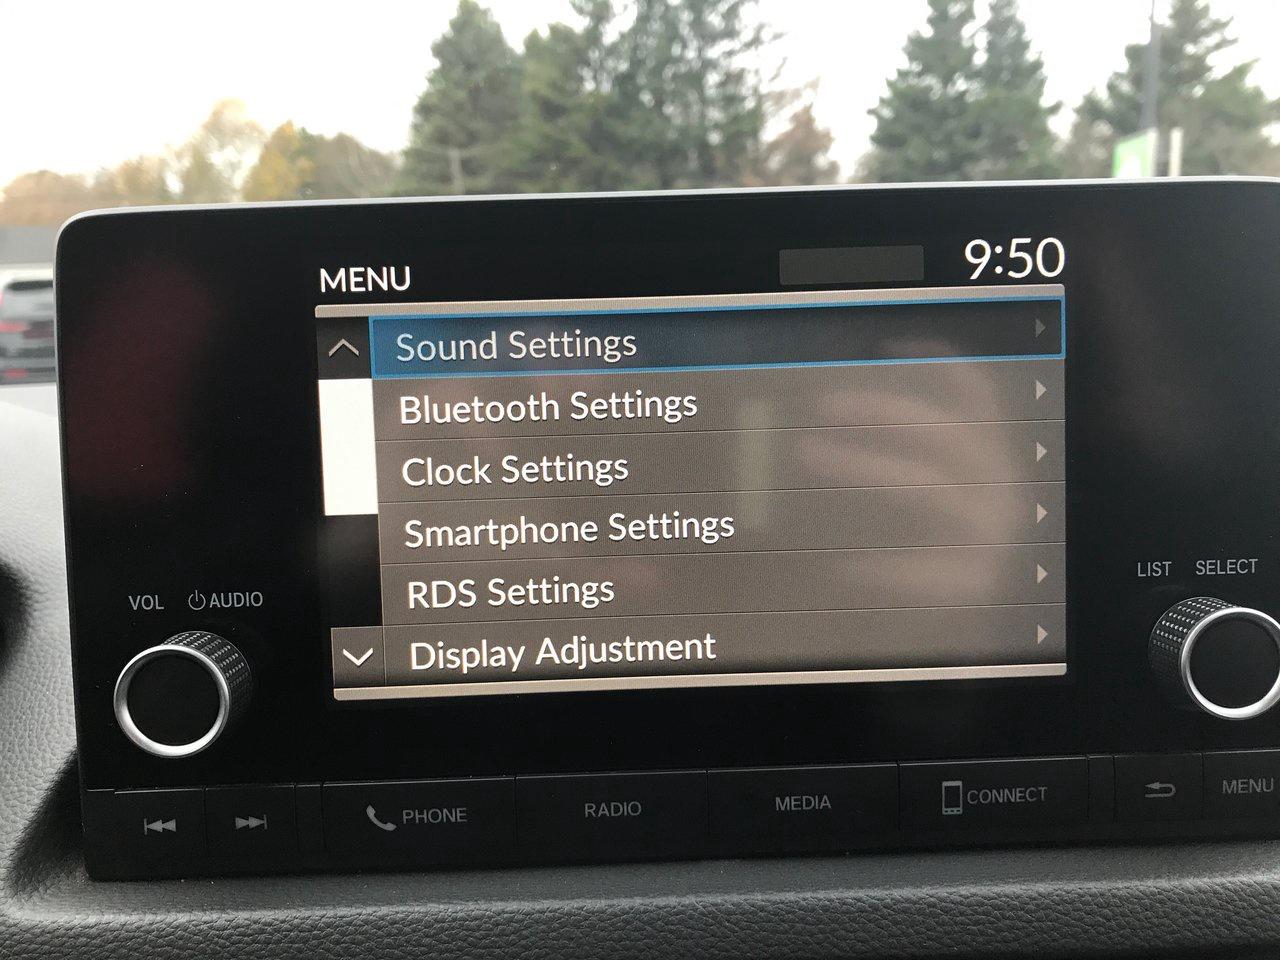 MENU
9:50
Sound Settings
Bluetooth Settings
Clock Settings
Smartphone Settings
RDS Settings
Display Adjustment
VOL
AUDIO
LIST
SELECT
PHONE
RADIO
MEDIA
CONNECT
MENU